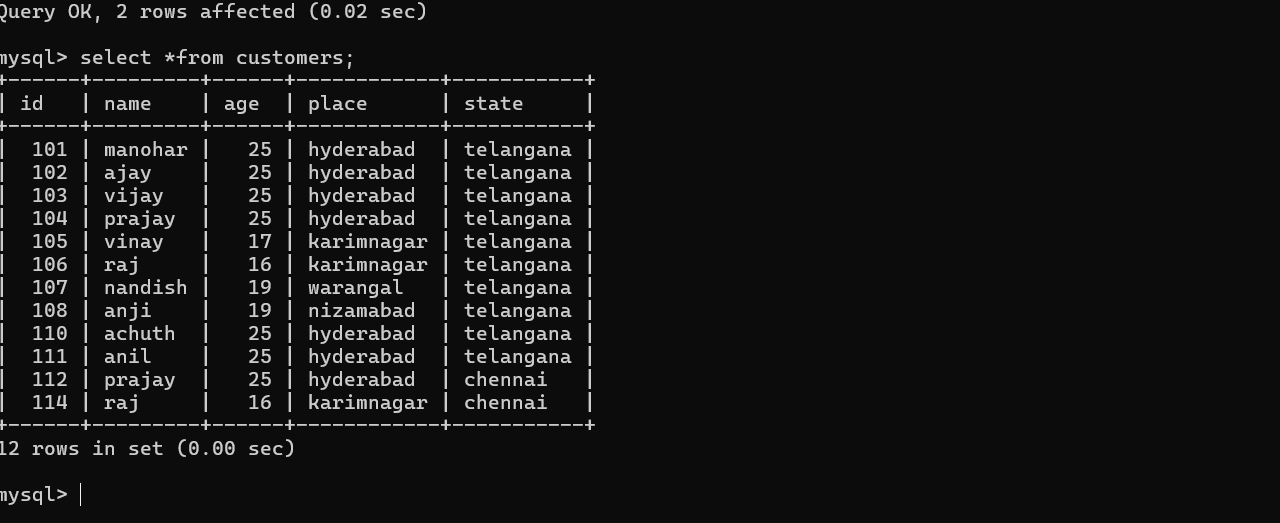 Query OK, 2 rows affected (0.02 sec)
mysql> select *from customers;
+------+---------+------+------------+-----------+
| id   | name    | age  | place      | state     |
+------+---------+------+------------+-----------+
|  101 | manohar |   25 | hyderabad  | telangana |
|  102 | ajay    |   25 | hyderabad  | telangana |
|  103 | vijay   |   25 | hyderabad  | telangana |
|  104 | prajay  |   25 | hyderabad  | telangana |
|  105 | vinay   |   17 | karimnagar | telangana |
|  106 | raj     |   16 | karimnagar | telangana |
|  107 | nandish |   19 | warangal   | telangana |
|  108 | anji    |   19 | nizamabad  | telangana |
|  110 | achuth  |   25 | hyderabad  | telangana |
|  111 | anil    |   25 | hyderabad  | telangana |
|  112 | prajay  |   25 | hyderabad  | chennai   |
|  114 | raj     |   16 | karimnagar | chennai   |
+------+---------+------+------------+-----------+
12 rows in set (0.00 sec)
mysql>